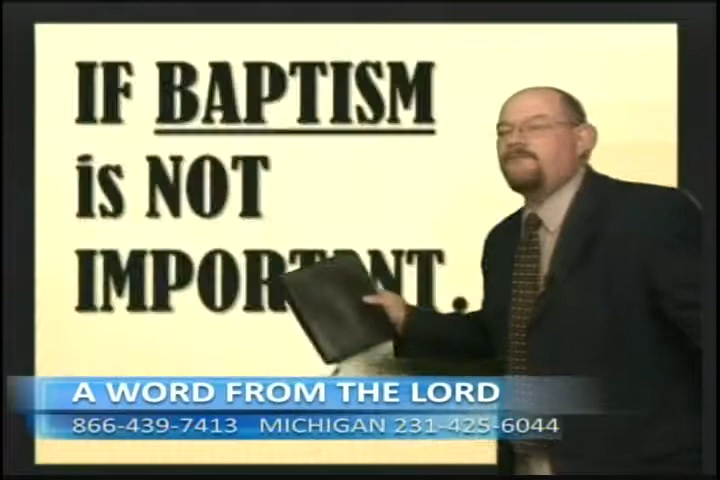 IF BAPTISM
is NOT
IMPORTANT...
A WORD FROM THE LORD
866-439-7413 MICHIGAN 231-425-6044